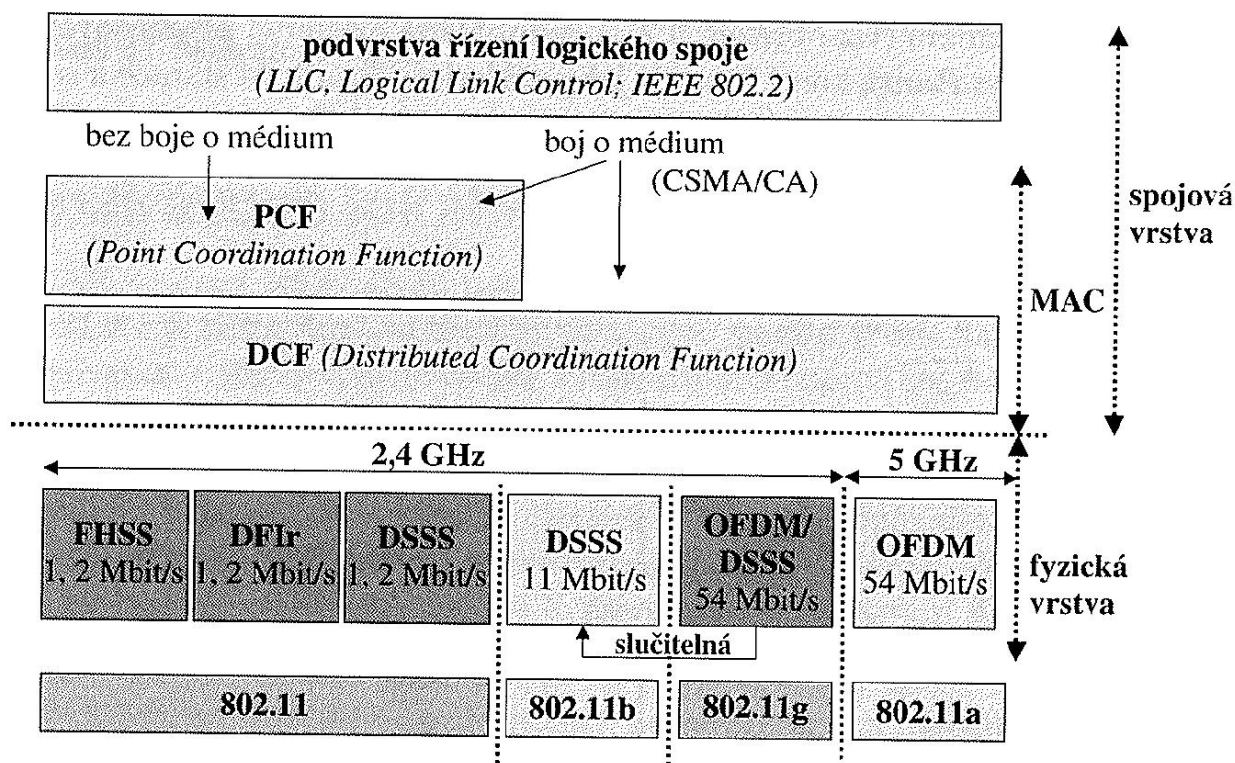 podvrstva řízení logického spoje
(LLC, Logical Link Control; IEEE 802.2)
bez boje o médium
boj o médium
(CSMA/CA)
PCF
(Point Coordination Function)
spojová
vrstva
MAC
DCF (Distributed Coordination Function)
2,4 GHz
5 GHz
FHSS
1, 2 Mbit/s
DFIr
1, 2 Mbit/s
DSSS
1, 2 Mbit/s
DSSS
11 Mbit/s
OFDM/
DSSS
54 Mbit/s
OFDM
54 Mbit/s
fyzická
vrstva
slučitelná
802.11
802.11b
802.11g
802.11a